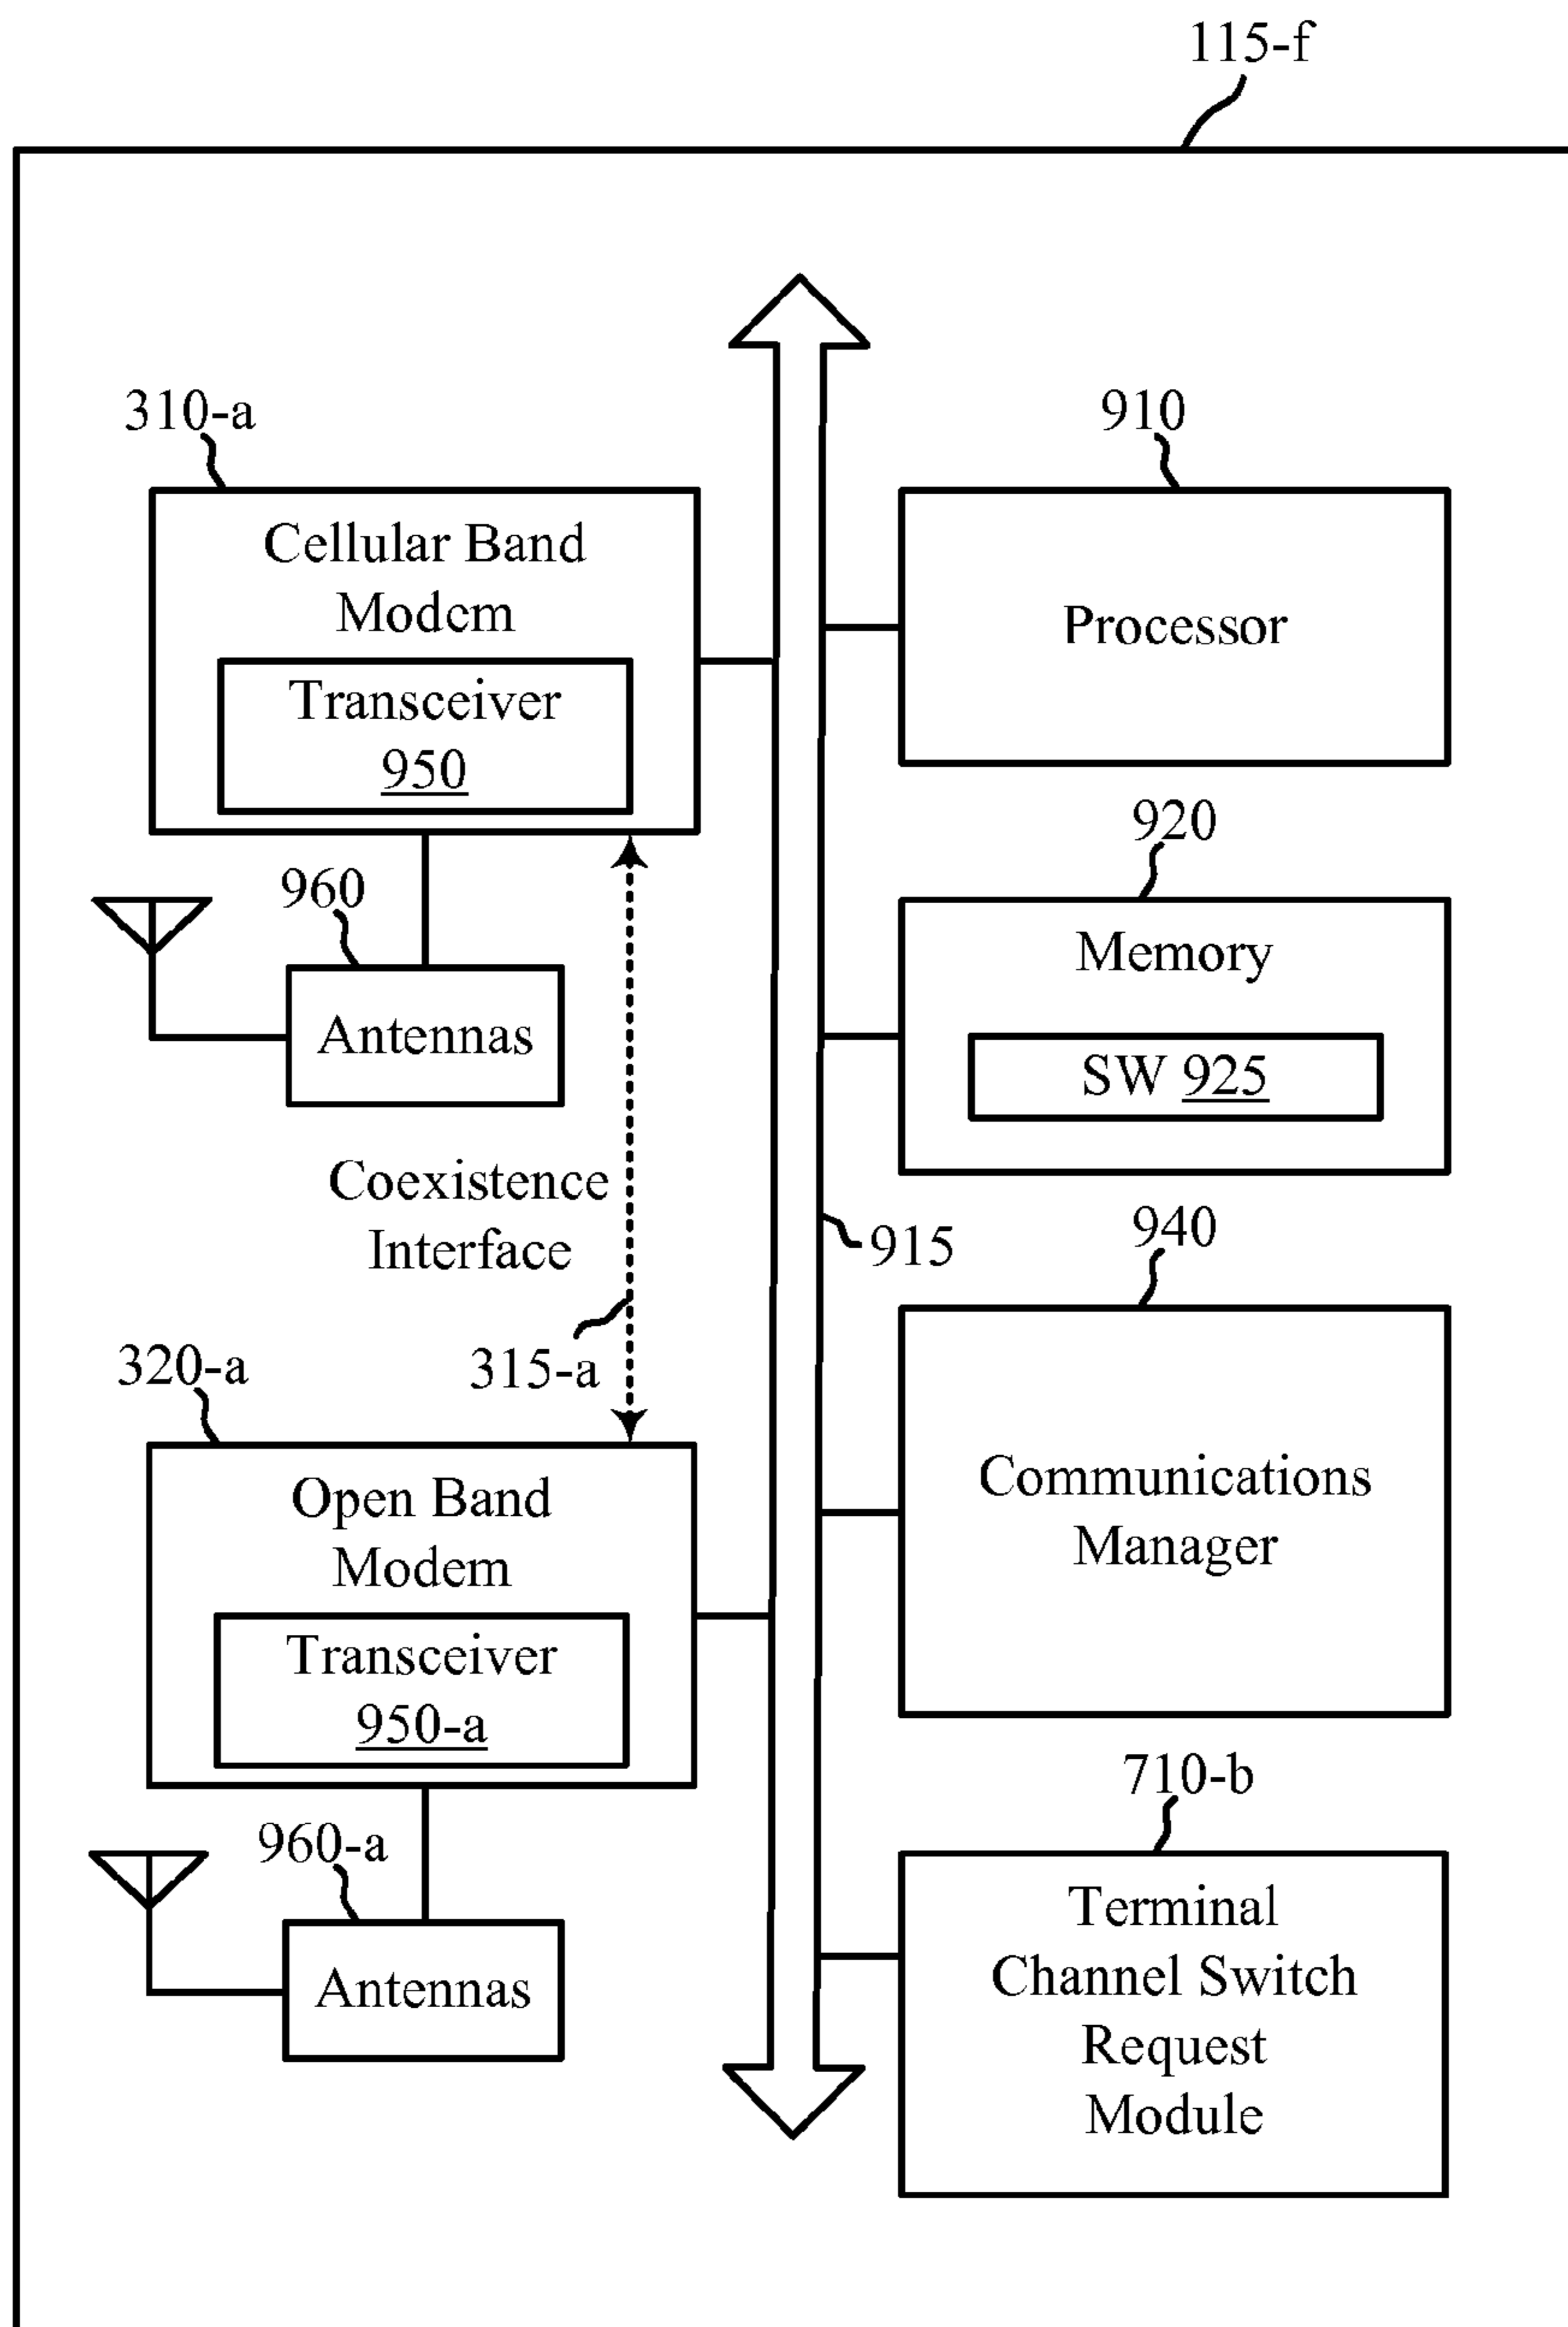 115-f
310-a
Cellular Band
Modem
Transceiver
950
960
Antennas
Coexistence
Interface
315-a
320-a
Open Band
Modem
Transceiver
950-a
960-a
Antennas
915
910
Processor
920
Memory
SW 925
940
Communications
Manager
710-b
Terminal
Channel Switch
Request
Module